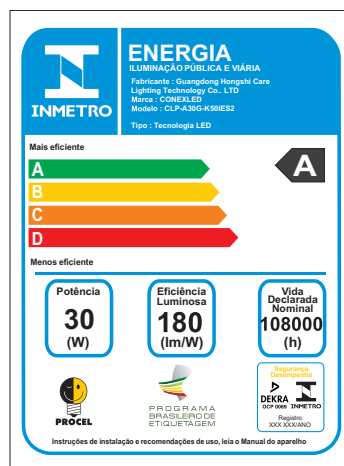 ENERGIA
ILUMINAÇÃO PÚBLICA E VIÁRIA
Fabricante : Guangdong Hongshi Care
Lighting Technology Co.. LTD
Marca : CONEXLED
Modelo : CLP-A30G-K50IES2
Tipo : Tecnologia LED
INMETRO
Mais eficiente
A
A
B
C
D
Menos eficiente
Potência
30
(W)
Eficiência
Luminosa
180
(lm/W)
Vida
Declarada
Nominal
108000
(h)
PROCEL
PROGRAMA
BRASILEIRO DE
ETIQUETAGEM
Segurança
Desempenho
DEKRA
OCP 0069
INMETRO
Registro
XXX.XXX/ANO
Instruções de instalação e recomendações de uso, leia o Manual do aparelho